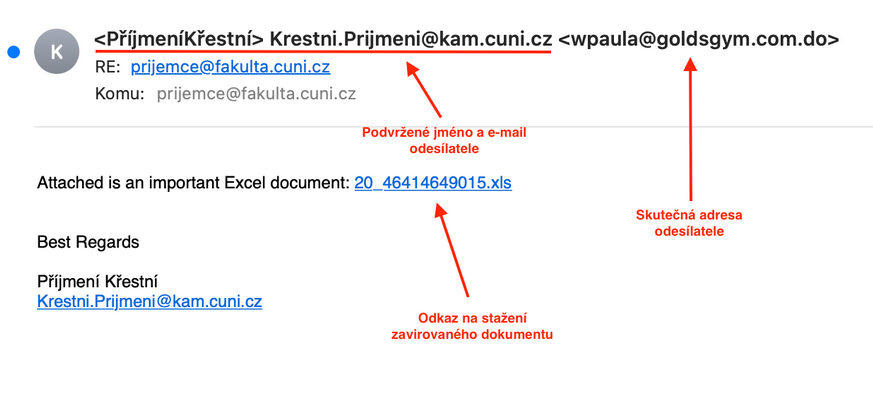 K
<PříjmeníKřestní> Krestni.Prijmeni@kam.cuni.cz <wpaula@goldsgym.com.do>
RE: prijemce@fakulta.cuni.cz
Komu: prijemce@fakulta.cuni.cz
Podvržené jméno a e-mail
odesílatele
Attached is an important Excel document: 20_46414649015.xls
Skutečná adresa
odesílatele
Best Regards
Příjmení Křestní
Krestni.Prijmeni@kam.cuni.cz
Odkaz na stažení
zavirovaného dokumentu